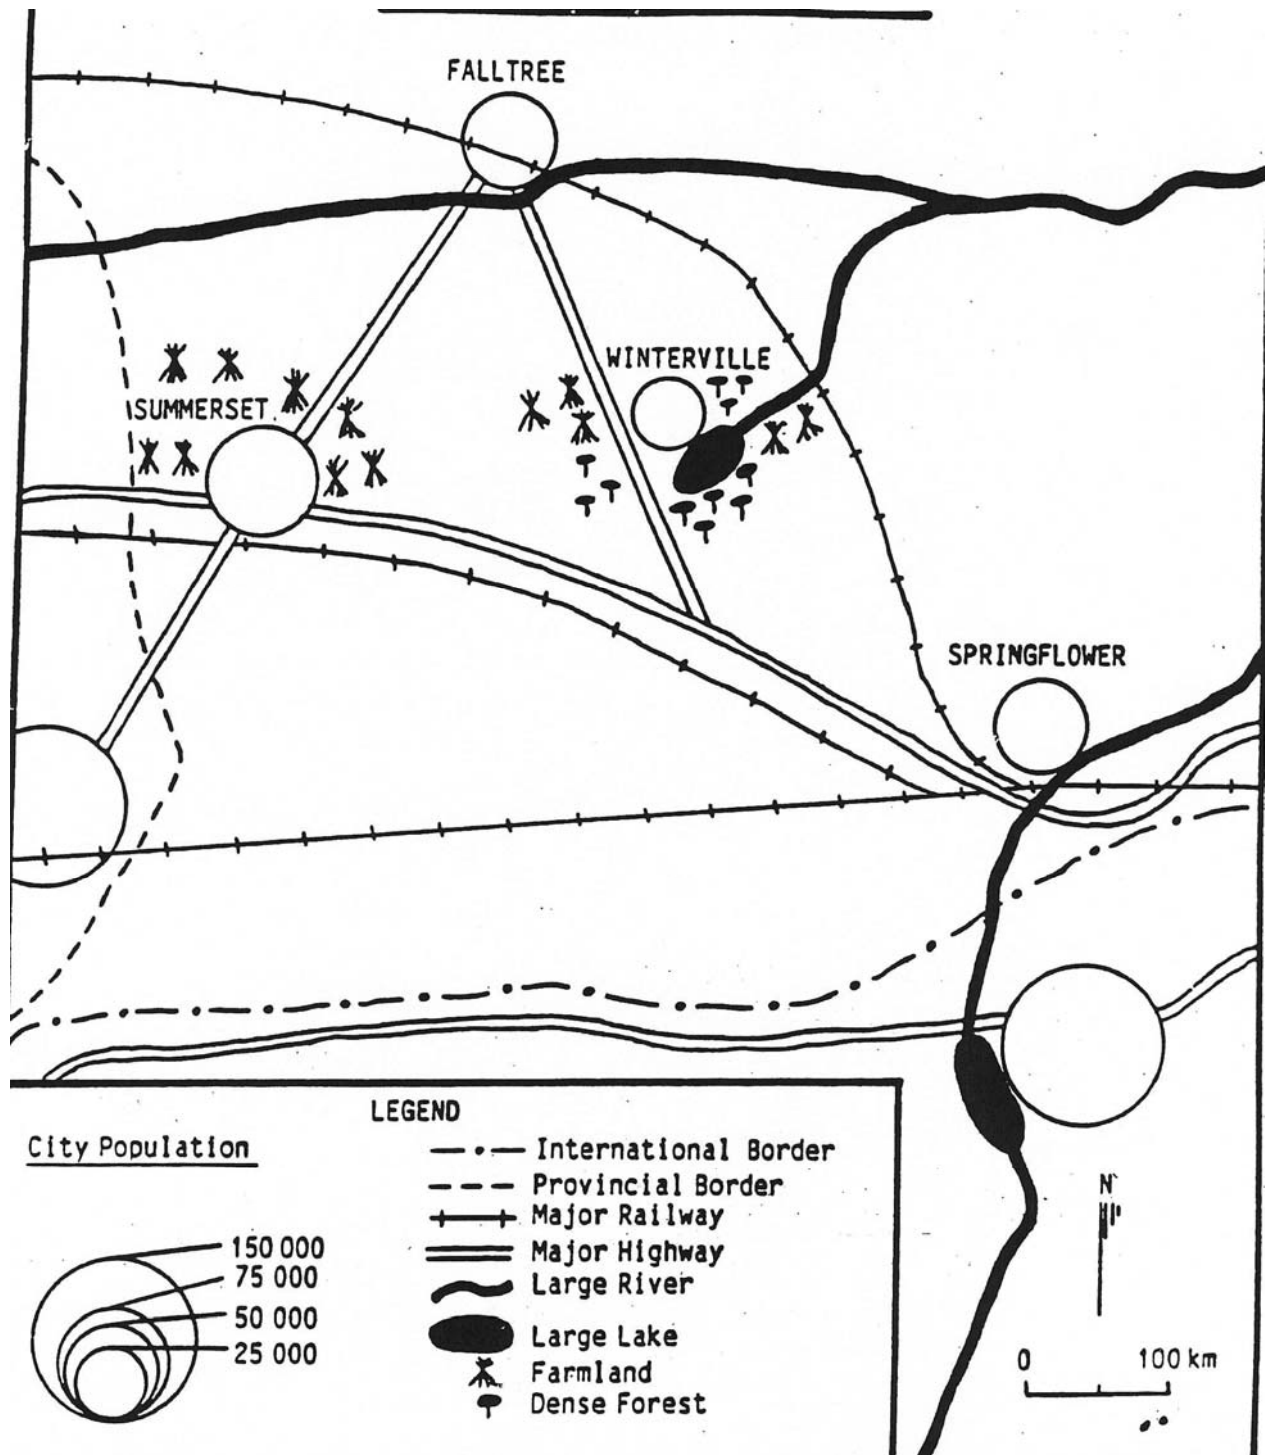 FALLTREE
WINTERVILLE
SUMMERSET
SPRINGFLOWER
LEGEND
City Population
150 000
75 000
50 000
25 000
International Border
Provincial Border
Major Railway
Major Highway
Large River
Large Lake
Farmland
Dense Forest
N
0 100 km